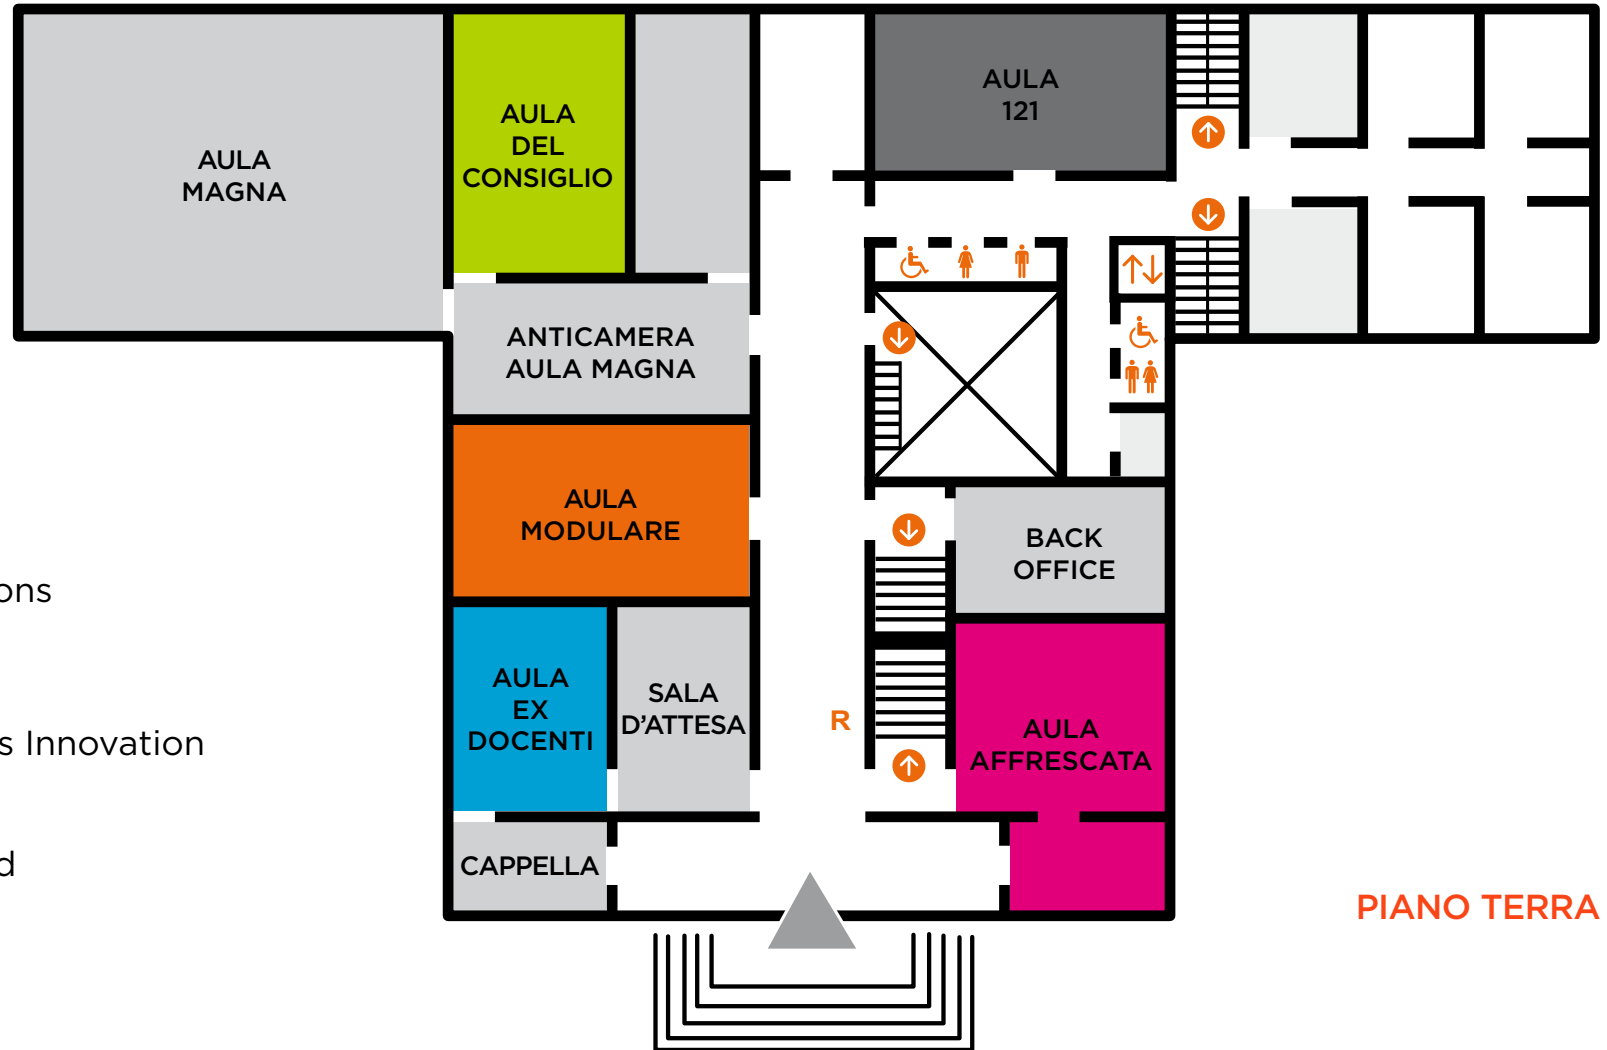 AULA
MAGNA
AULA
DEL
CONSIGLIO
AULA
121
ANTICAMERA
AULA MAGNA
AULA
MODULARE
BACK
OFFICE
AULA
EX
DOCENTI
SALA
D'ATTESA
R
AULA
AFFRESCATA
CAPPELLA
ons
s Innovation
d
PIANO TERRA